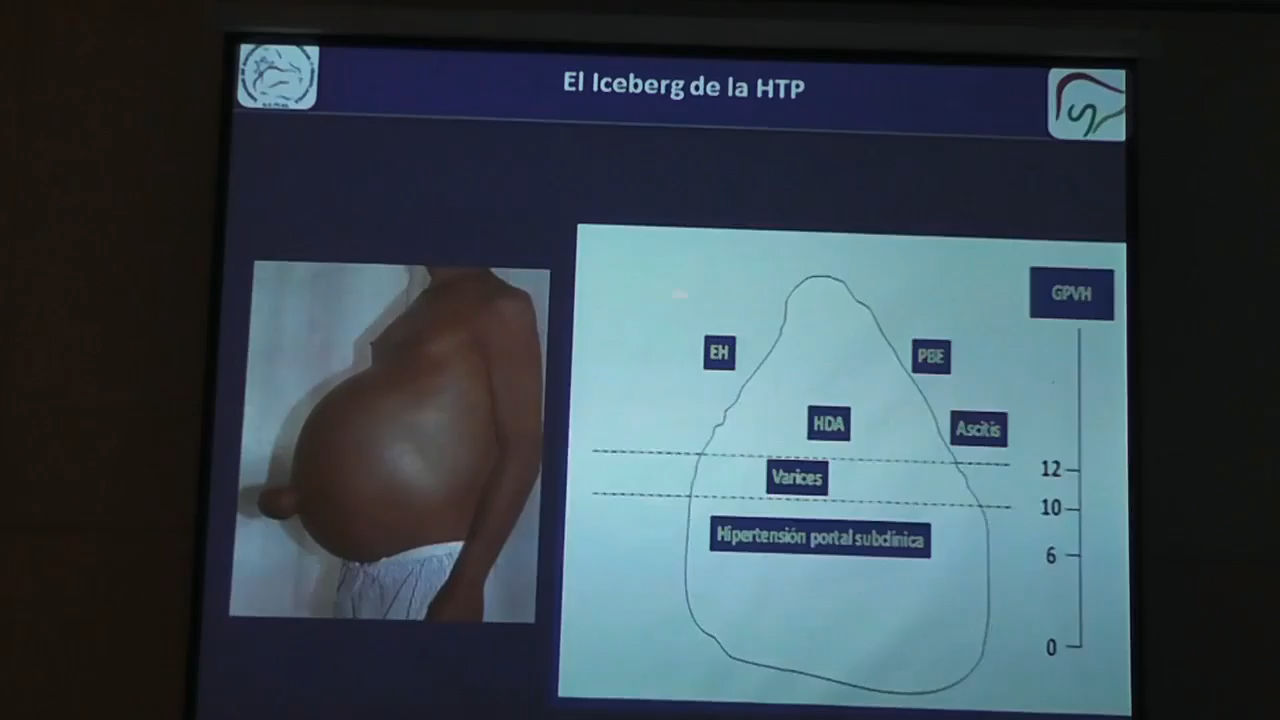 El Iceberg de la HTP
GPVH
EH
PBE
HDA
Ascitis
12
Varices
10
Hipertensión portal subclínica
6
0